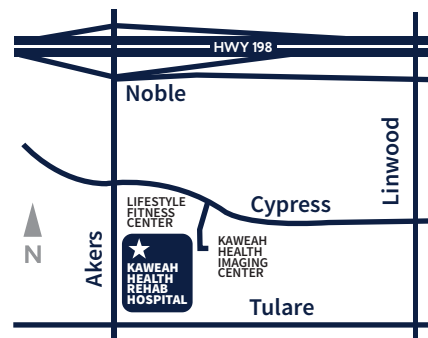 HWY 198
Noble
Linwood
LIFESTYLE
FITNESS
CENTER
Cypress
N
Akers
KAWEAH
HEALTH
REHAB
HOSPITAL
KAWEAH
HEALTH
IMAGING
CENTER
Tulare